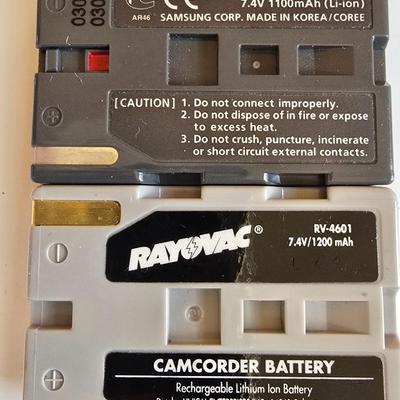 030
030
AR46
7.4V 1100mAh (Li-ion)
SAMSUNG CORP. MADE IN KOREA/COREE
[CAUTION] 1. Do not connect improperly.
2. Do not dispose of in fire or expose
to excess heat.
3. Do not crush, puncture, incinerate
or short circuit external contacts.
RAYOVAC®
RV-4601
7.4V/1200 mAh
CAMCORDER BATTERY
Rechargeable Lithium Ion Battery